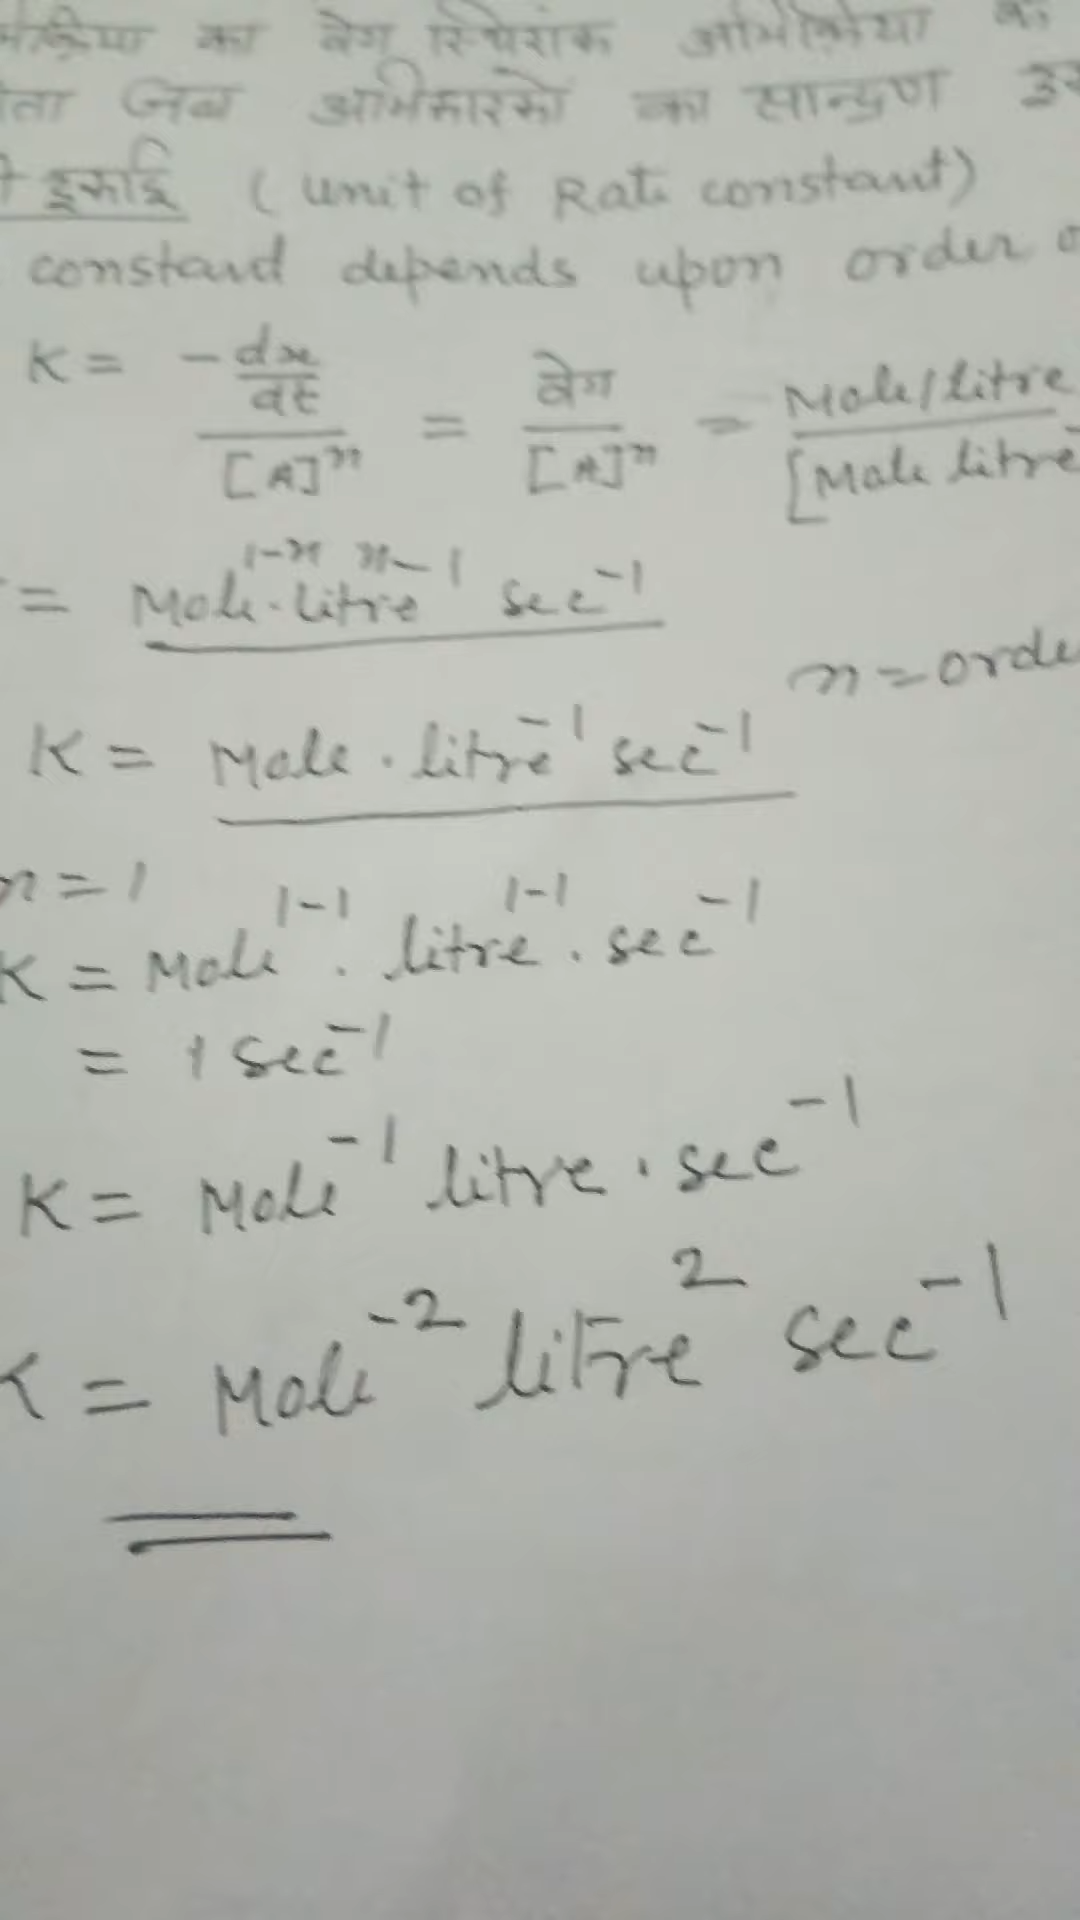 का वेग स्थिरांक अभिक्रिया के
जब अभिकारको का सान्द्रण
इकाई (unit of Rate constant)
constant depends upon order
K = -dx/dt / [A]^n = वेग / [A]^n = Mole/litre / [Mole litre^-
= Mole^1-n . litre^n-1 sec^-1
n = orde
K = Mole . litre^-1 sec^-1
n = 1
K = Mole^1-1 . litre^1-1 . sec^-1
= 1 sec^-1
K = Mole^-1 litre . sec^-1
K = Mole^-2 litre^2 sec^-1